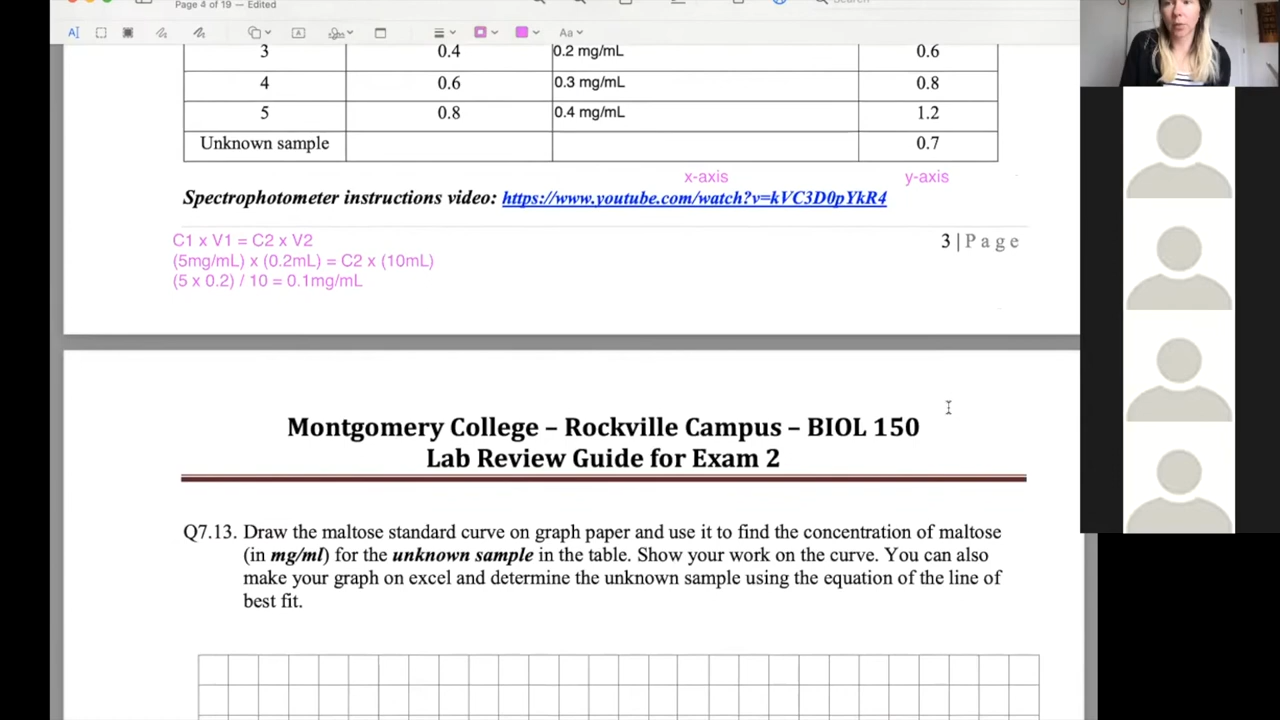 Page 4 of 19 — Edited
Search
A
A
Aa
3 0.4 0.2 mg/mL 0.6
4 0.6 0.3 mg/mL 0.8
5 0.8 0.4 mg/mL 1.2
Unknown sample 0.7
x-axis y-axis
Spectrophotometer instructions video: https://www.youtube.com/watch?v=kVC3D0pYkR4
C1 x V1 = C2 x V2
3 | P a g e
(5mg/mL) x (0.2mL) = C2 x (10mL)
(5 x 0.2) / 10 = 0.1mg/mL
Montgomery College – Rockville Campus – BIOL 150
Lab Review Guide for Exam 2
Q7.13. Draw the maltose standard curve on graph paper and use it to find the concentration of maltose
(in mg/ml) for the unknown sample in the table. Show your work on the curve. You can also
make your graph on excel and determine the unknown sample using the equation of the line of
best fit.